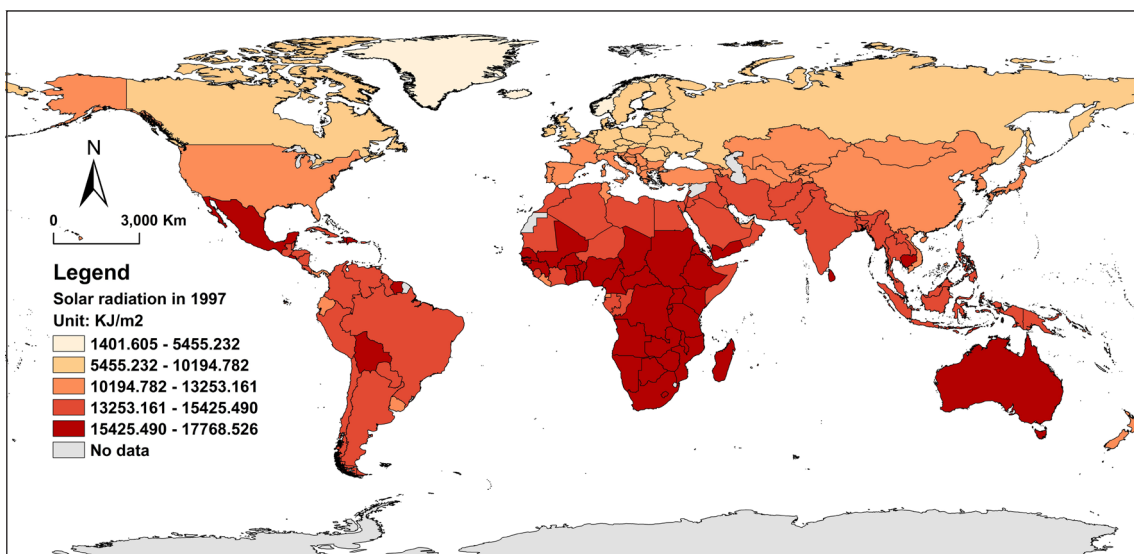 N
0 3,000 Km
Legend
Solar radiation in 1997
Unit: KJ/m2
1401.605 - 5455.232
5455.232 - 10194.782
10194.782 - 13253.161
13253.161 - 15425.490
15425.490 - 17768.526
No data